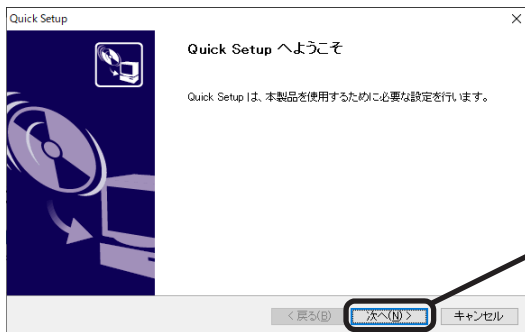 Quick Setup
Quick Setup へようこそ
Quick Setup は、本製品を使用するために必要な設定を行います。
< 戻る(B)
次へ(N) >
キャンセル